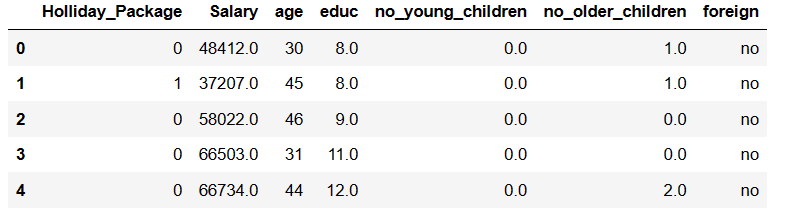 Holliday_Package Salary age educ no_young_children no_older_children foreign
0 0 48412.0 30 8.0 0.0 1.0 no
1 1 37207.0 45 8.0 0.0 1.0 no
2 0 58022.0 46 9.0 0.0 0.0 no
3 0 66503.0 31 11.0 0.0 0.0 no
4 0 66734.0 44 12.0 0.0 2.0 no